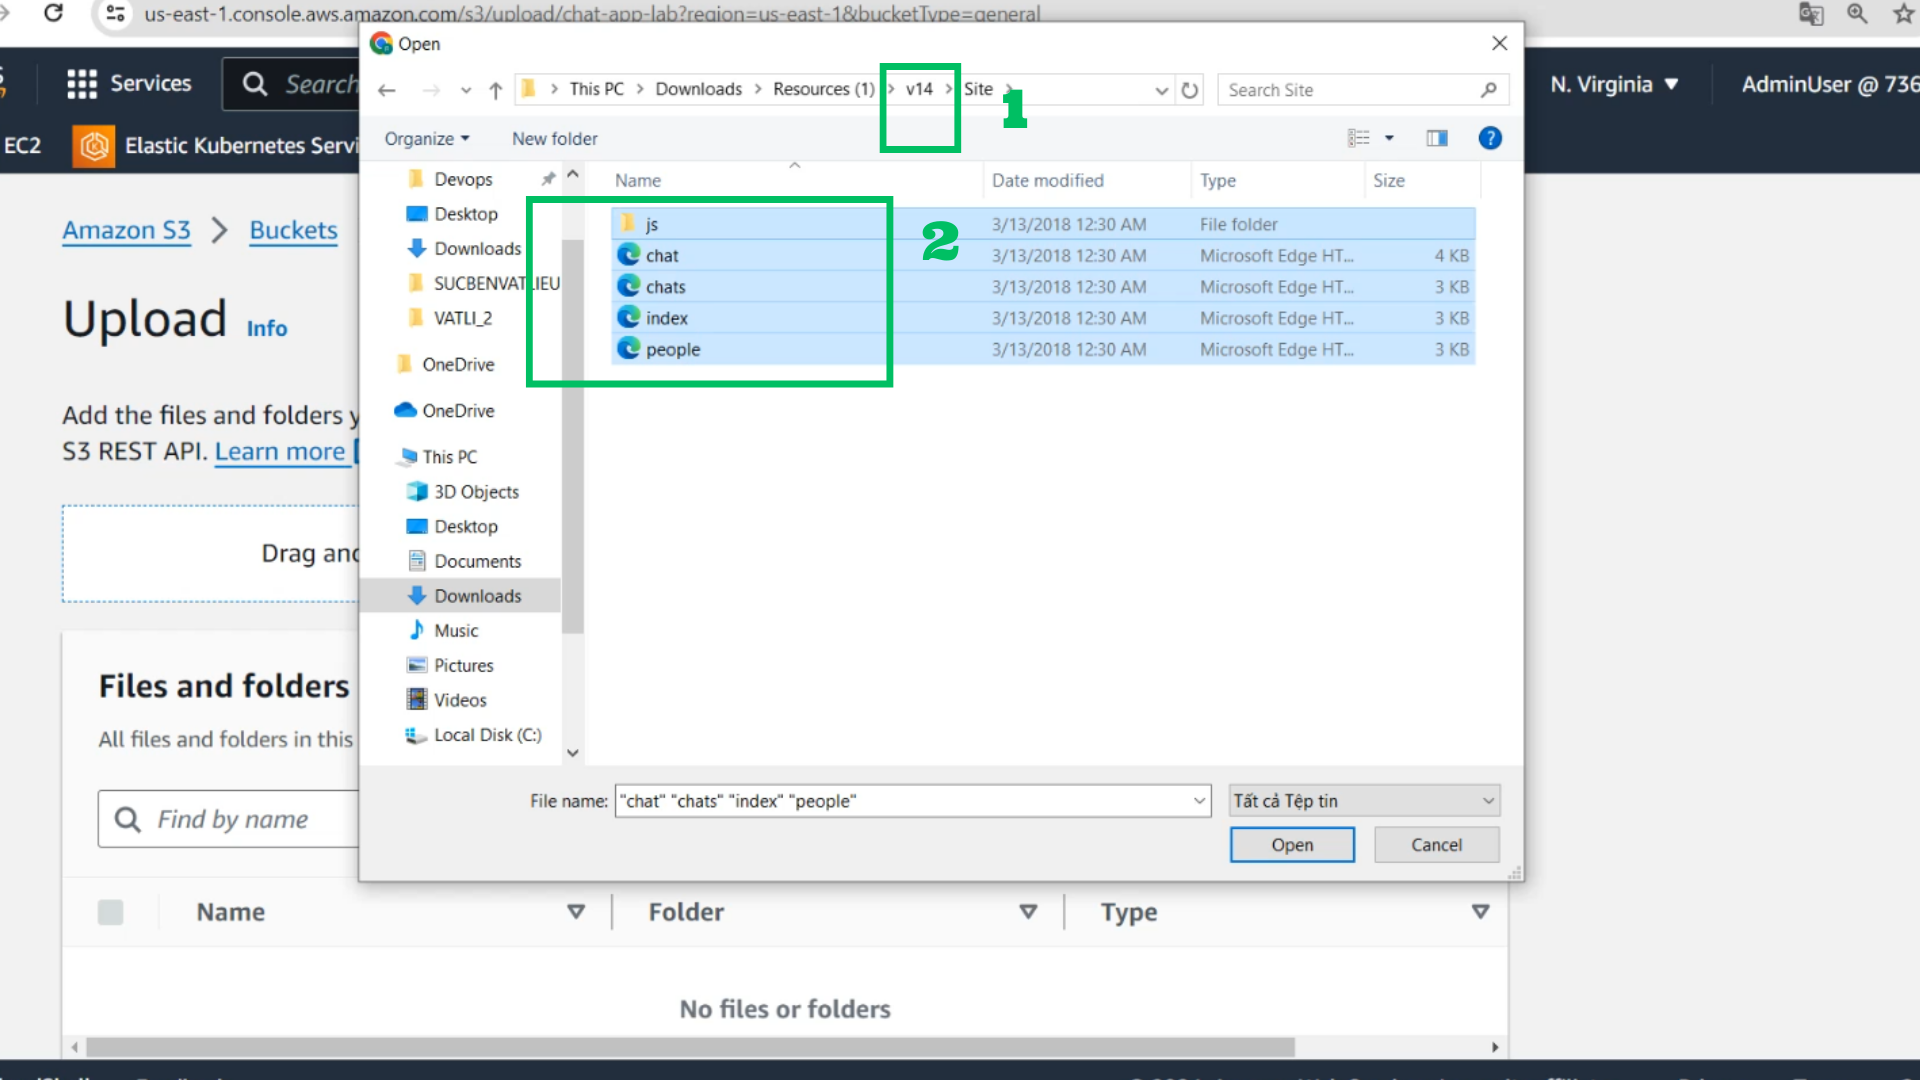 us-east-1.console.aws.amazon.com/s3/upload/chat-app-lab?region=us-east-1&bucketType=general
Open
Services
Search
This PC > Downloads > Resources (1) > v14 > Site >
1
Search Site
N. Virginia
AdminUser @ 736
Organize
New folder
?
EC2
Elastic Kubernetes Servi
Name
Date modified
Type
Size
Devops
Desktop
Downloads
SUCBENVATLIEU
VATLI_2
OneDrive
OneDrive
This PC
3D Objects
Desktop
Documents
Downloads
Music
Pictures
Videos
Local Disk (C:)
js 3/13/2018 12:30 AM File folder
2
chat 3/13/2018 12:30 AM Microsoft Edge HT... 4 KB
chats 3/13/2018 12:30 AM Microsoft Edge HT... 3 KB
index 3/13/2018 12:30 AM Microsoft Edge HT... 3 KB
people 3/13/2018 12:30 AM Microsoft Edge HT... 3 KB
File name: "chat" "chats" "index" "people"
Tất cả Tệp tin
Open
Cancel
Amazon S3 > Buckets
Upload Info
Add the files and folders y
S3 REST API. Learn more
Drag and
Files and folders
All files and folders in this
Find by name
Name
Folder
Type
No files or folders